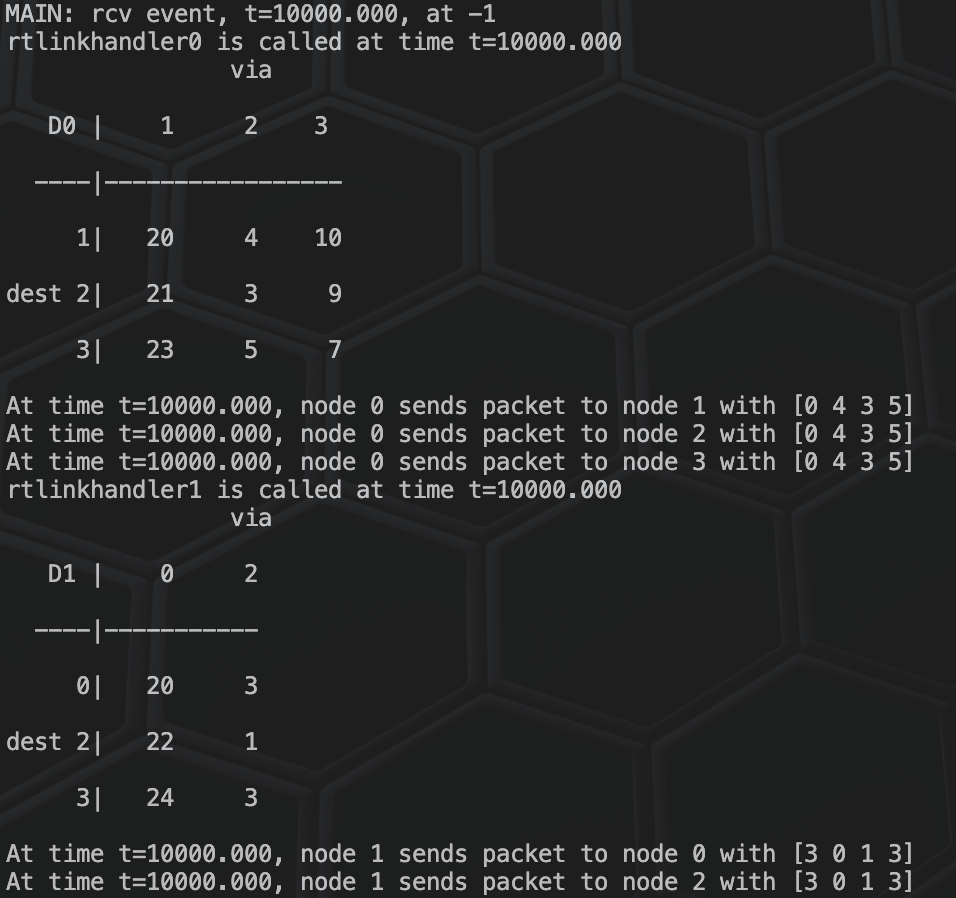 MAIN: rcv event, t=10000.000, at -1
rtlinkhandler0 is called at time t=10000.000
                via
   D0 |    1     2    3
  ----|-----------------
     1|   20     4    10
dest 2|   21     3     9
     3|   23     5     7
At time t=10000.000, node 0 sends packet to node 1 with [0 4 3 5]
At time t=10000.000, node 0 sends packet to node 2 with [0 4 3 5]
At time t=10000.000, node 0 sends packet to node 3 with [0 4 3 5]
rtlinkhandler1 is called at time t=10000.000
                via
   D1 |    0     2
  ----|-----------
     0|   20     3
dest 2|   22     1
     3|   24     3
At time t=10000.000, node 1 sends packet to node 0 with [3 0 1 3]
At time t=10000.000, node 1 sends packet to node 2 with [3 0 1 3]